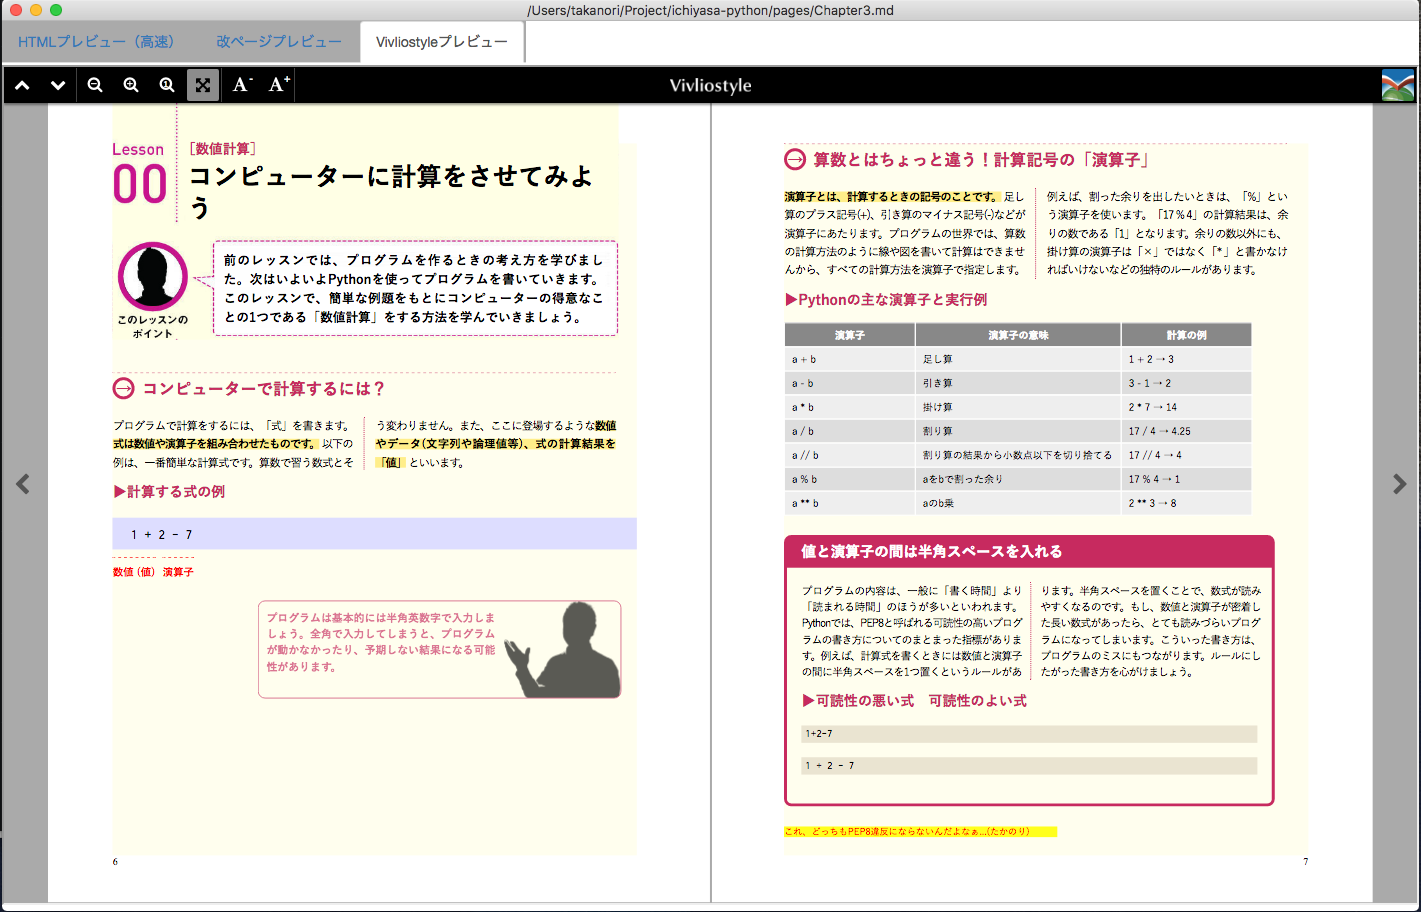 /Users/takanori/Project/ichiyasa-python/pages/Chapter3.md
HTMLプレビュー（高速）
改ページプレビュー
Vivliostyleプレビュー
1
A-
A+
Vivliostyle
Lesson
00
［数値計算］
コンピューターに計算をさせてみよ
う
このレッスンの
ポイント
前のレッスンでは、プログラムを作るときの考え方を学びまし
た。次はいよいよPythonを使ってプログラムを書いていきます。
このレッスンで、簡単な例題をもとにコンピューターの得意なこ
との1つである「数値計算」をする方法を学んでいきましょう。
コンピューターで計算するには？
プログラムで計算をするには、「式」を書きます。
式は数値や演算子を組み合わせたものです。以下の
例は、一番簡単な計算式です。算数で習う数式とそ
う変わりません。また、ここに登場するような数値
やデータ(文字列や論理値等)、式の計算結果を
「値」といいます。
▶計算する式の例
1 + 2 - 7
数値 (値) 演算子
プログラムは基本的には半角英数字で入力しま
しょう。全角で入力してしまうと、プログラム
が動かなかったり、予期しない結果になる可能
性があります。
6
算数とはちょっと違う！計算記号の「演算子」
演算子とは、計算するときの記号のことです。足し
算のプラス記号(+)、引き算のマイナス記号(-)などが
演算子にあたります。プログラムの世界では、算数
の計算方法のように線や図を書いて計算はできませ
んから、すべての計算方法を演算子で指定します。
例えば、割った余りを出したいときは、「%」とい
う演算子を使います。「17 % 4」の計算結果は、余
りの数である「1」となります。余りの数以外にも、
掛け算の演算子は「×」ではなく「*」と書かなけ
ればいけないなどの独特のルールがあります。
▶Pythonの主な演算子と実行例
演算子 演算子の意味 計算の例
a + b 足し算 1 + 2 → 3
a - b 引き算 3 - 1 → 2
a * b 掛け算 2 * 7 → 14
a / b 割り算 17 / 4 → 4.25
a // b 割り算の結果から小数点以下を切り捨てる 17 // 4 → 4
a % b aをbで割った余り 17 % 4 → 1
a ** b aのb乗 2 ** 3 → 8
値と演算子の間は半角スペースを入れる
プログラムの内容は、一般に「書く時間」より
「読まれる時間」のほうが多いといわれます。
Pythonでは、PEP8と呼ばれる可読性の高いプログ
ラムの書き方についてのまとまった指標がありま
す。例えば、計算式を書くときには数値と演算子
の間に半角スペースを1つ置くというルールがあ
ります。半角スペースを置くことで、数式が読み
やすくなるのです。もし、数値と演算子が密着し
た長い数式があったら、とても読みづらいプログ
ラムになってしまいます。こういった書き方は、
プログラムのミスにもつながります。ルールにし
たがった書き方を心がけましょう。
▶可読性の悪い式　可読性のよい式
1+2-7
1 + 2 - 7
これ、どっちもPEP8違反にならないんだよなぁ…(たかのり)
7